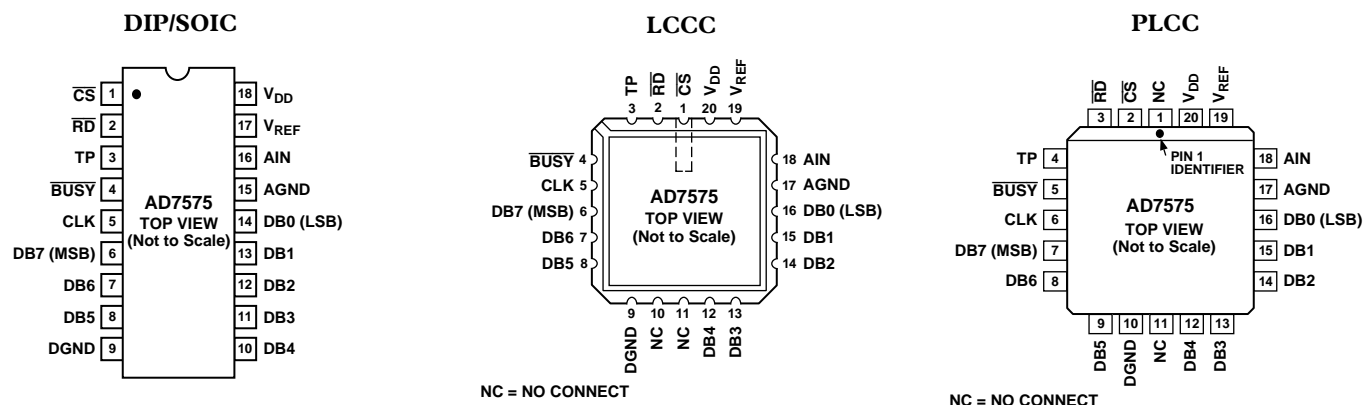 DIP/SOIC
CS 1
RD 2
TP 3
BUSY 4
CLK 5
DB7 (MSB) 6
DB6 7
DB5 8
DGND 9
AD7575
TOP VIEW
(Not to Scale)
18 VDD
17 VREF
16 AIN
15 AGND
14 DB0 (LSB)
13 DB1
12 DB2
11 DB3
10 DB4
LCCC
TP RD CS VDD VREF
3 2 1 20 19
BUSY 4
CLK 5
DB7 (MSB) 6
DB6 7
DB5 8
AD7575
TOP VIEW
(Not to Scale)
18 AIN
17 AGND
16 DB0 (LSB)
15 DB1
14 DB2
9 10 11 12 13
DGND NC NC DB4 DB3
NC = NO CONNECT
PLCC
RD CS NC VDD VREF
3 2 1 20 19
PIN 1
IDENTIFIER
TP 4
BUSY 5
CLK 6
DB7 (MSB) 7
DB6 8
AD7575
TOP VIEW
(Not to Scale)
18 AIN
17 AGND
16 DB0 (LSB)
15 DB1
14 DB2
9 10 11 12 13
DB5 DGND NC DB4 DB3
NC = NO CONNECT